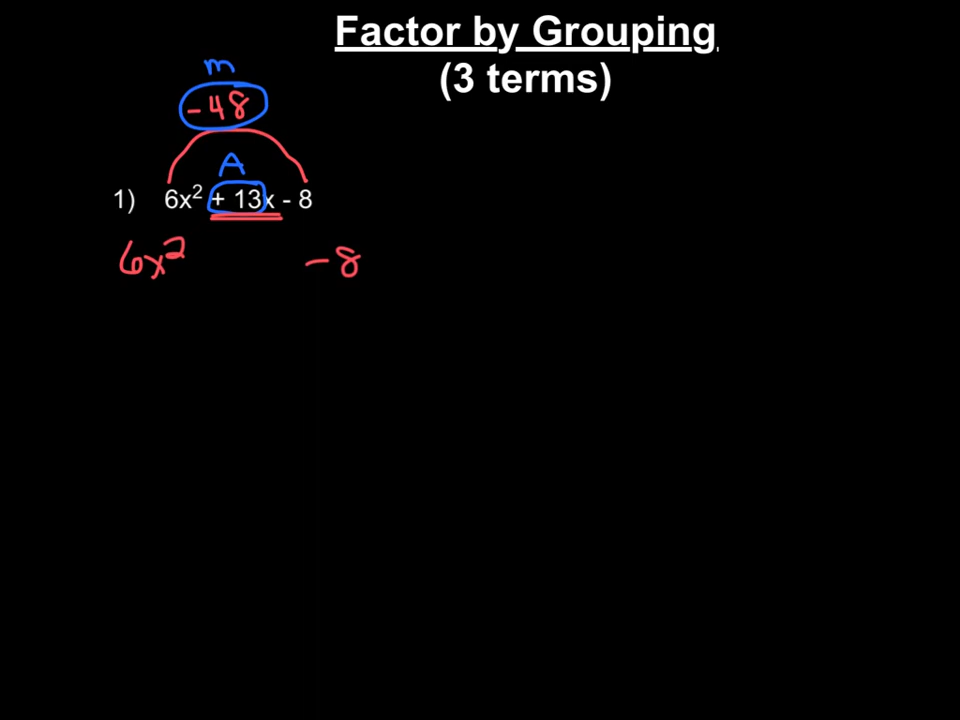 Factor by Grouping
(3 terms)
m
-48
A
1) 6x² + 13x - 8
6x² -8